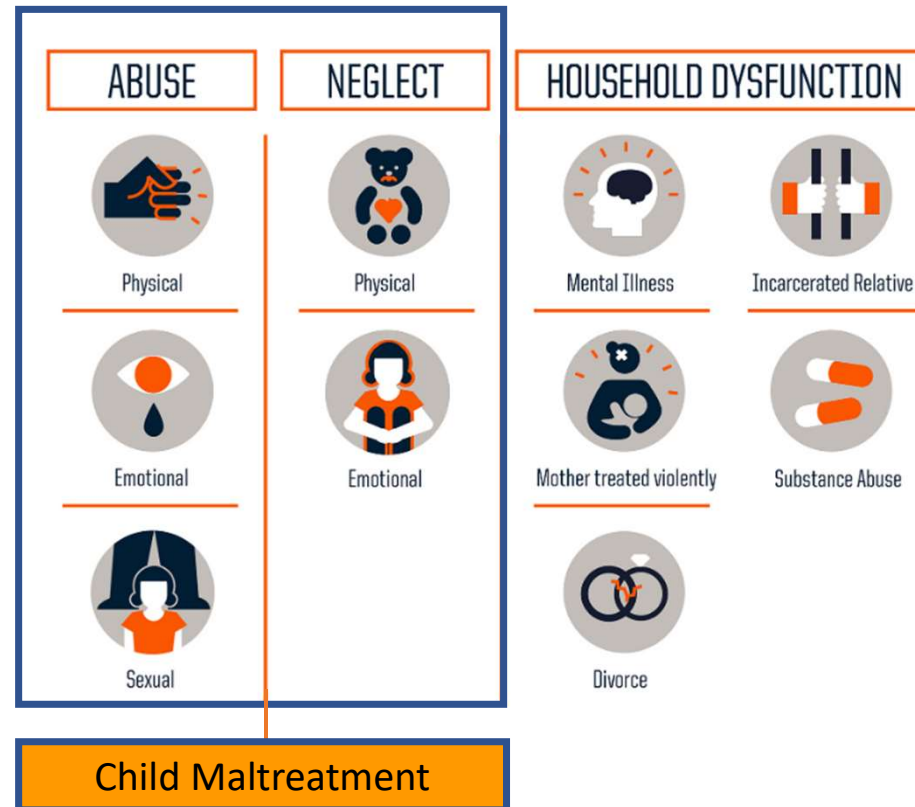 ABUSE
NEGLECT
HOUSEHOLD DYSFUNCTION
Physical
Physical
Mental Illness
Incarcerated Relative
Emotional
Emotional
Mother treated violently
Substance Abuse
Sexual
Divorce
Child Maltreatment